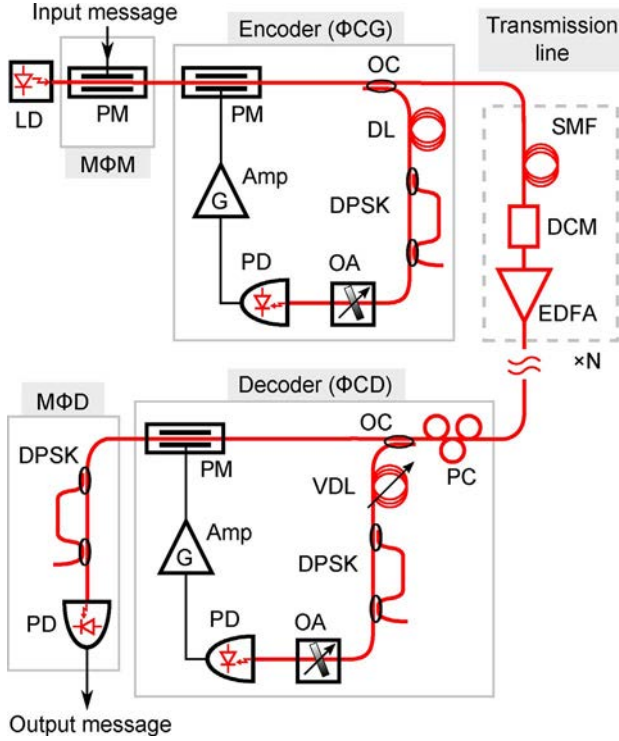 Input message
Encoder (ΦCG)
Transmission
line
LD
PM
MΦM
PM
OC
DL
Amp
G
DPSK
PD
OA
SMF
DCM
EDFA
×N
MΦD
Decoder (ΦCD)
DPSK
PM
OC
PC
VDL
Amp
G
DPSK
PD
PD
OA
Output message